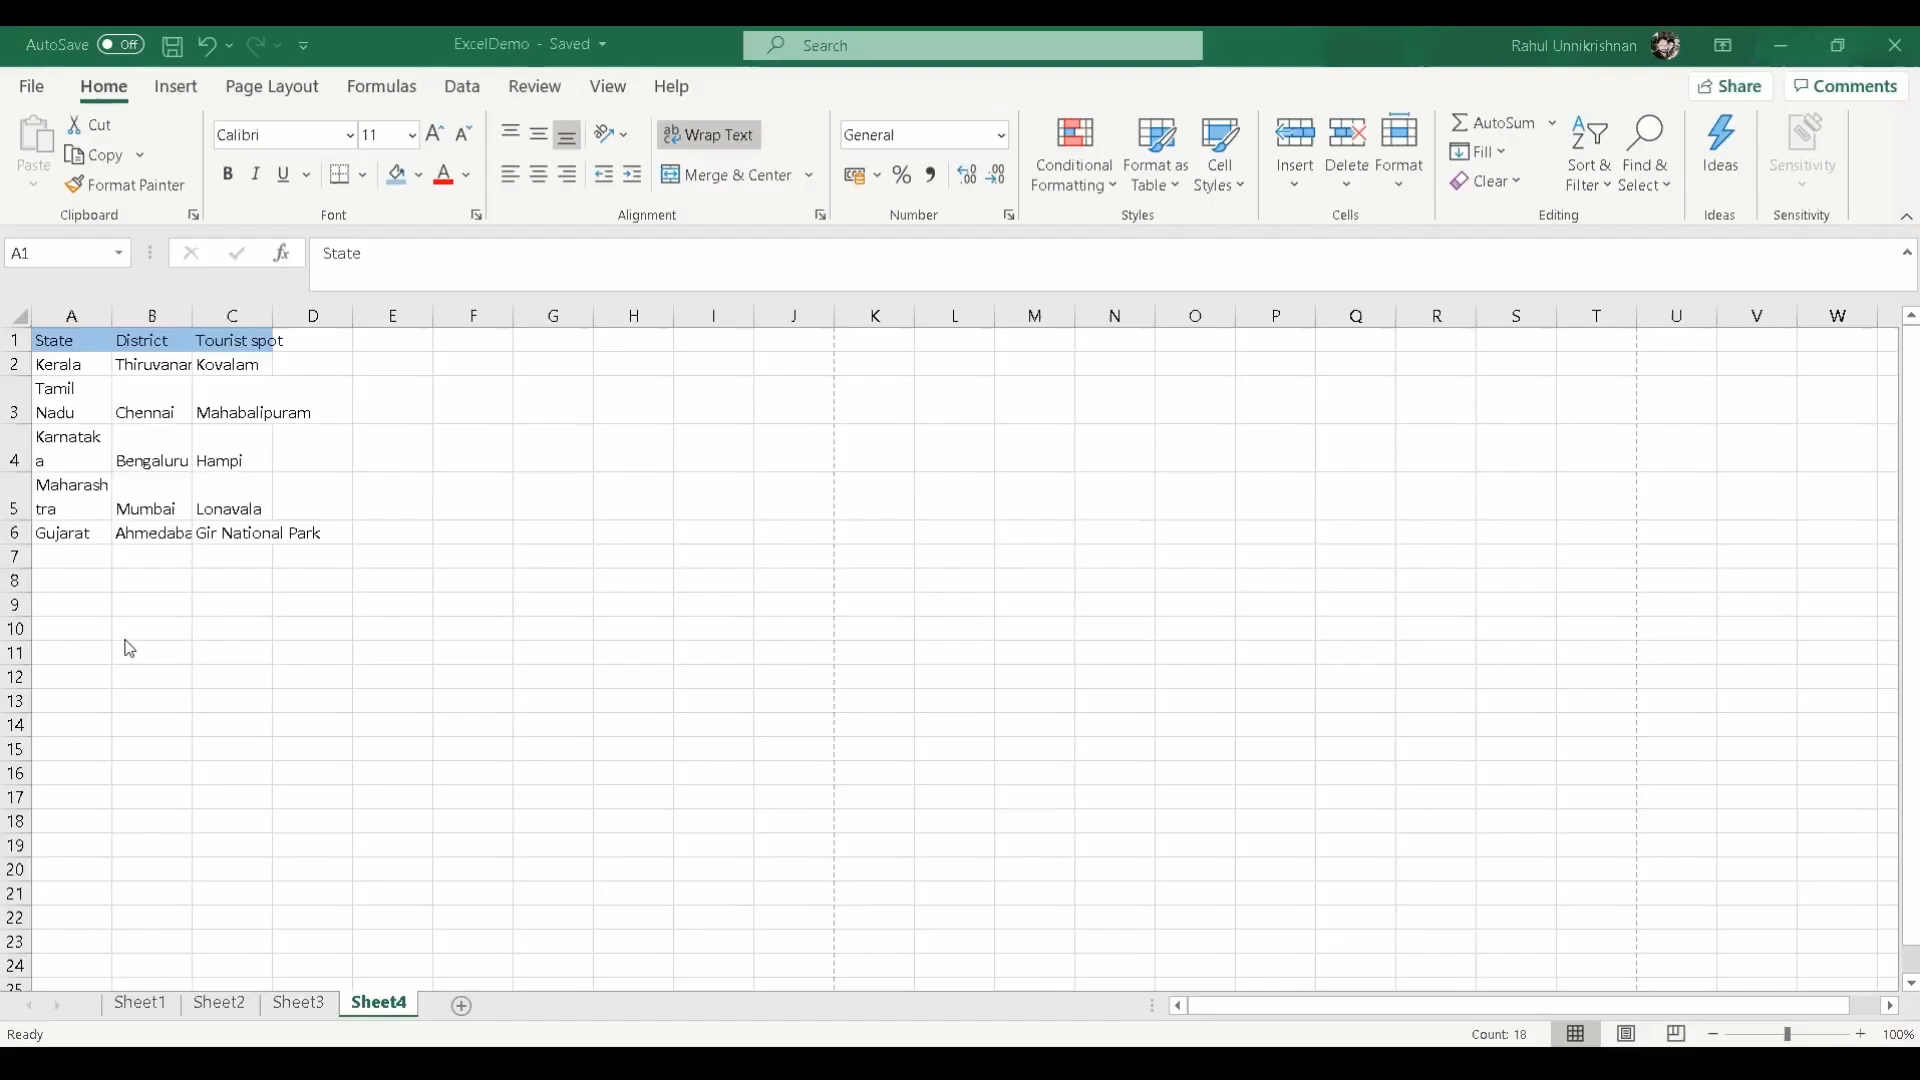 AutoSave Off ExcelDemo - Saved Search Rahul Unnikrishnan
File Home Insert Page Layout Formulas Data Review View Help Share Comments
Paste Cut Copy Format Painter
Clipboard
Calibri 11
B I U A
Font
Wrap Text
Merge & Center
Alignment
General
% , .00
Number
Conditional Formatting Format as Table Cell Styles
Styles
Insert Delete Format
Cells
AutoSum Fill Clear
Sort & Filter Find & Select
Editing
Ideas
Ideas
Sensitivity
Sensitivity
A1 fx State
A B C D E F G H I J K L M N O P Q R S T U V W
1 State District Tourist spot
2 Kerala Thiruvanan Kovalam
Tamil
3 Nadu Chennai Mahabalipuram
Karnatak
4 a Bengaluru Hampi
Maharash
5 tra Mumbai Lonavala
6 Gujarat Ahmedaba Gir National Park
7
8
9
10
11
12
13
14
15
16
17
18
19
20
21
22
23
24
25
Sheet1 Sheet2 Sheet3 Sheet4
Ready Count: 18 100%